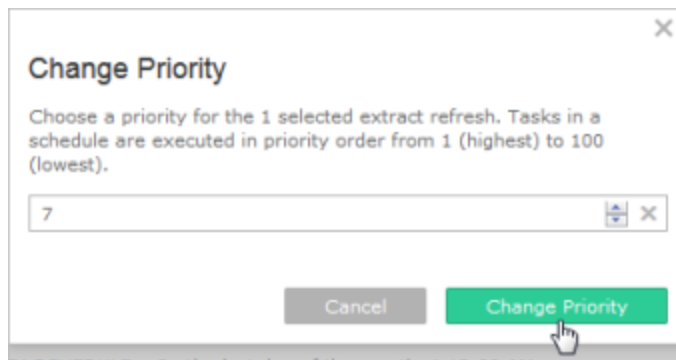 Change Priority
Choose a priority for the 1 selected extract refresh. Tasks in a
schedule are executed in priority order from 1 (highest) to 100
(lowest).
7
Cancel
Change Priority